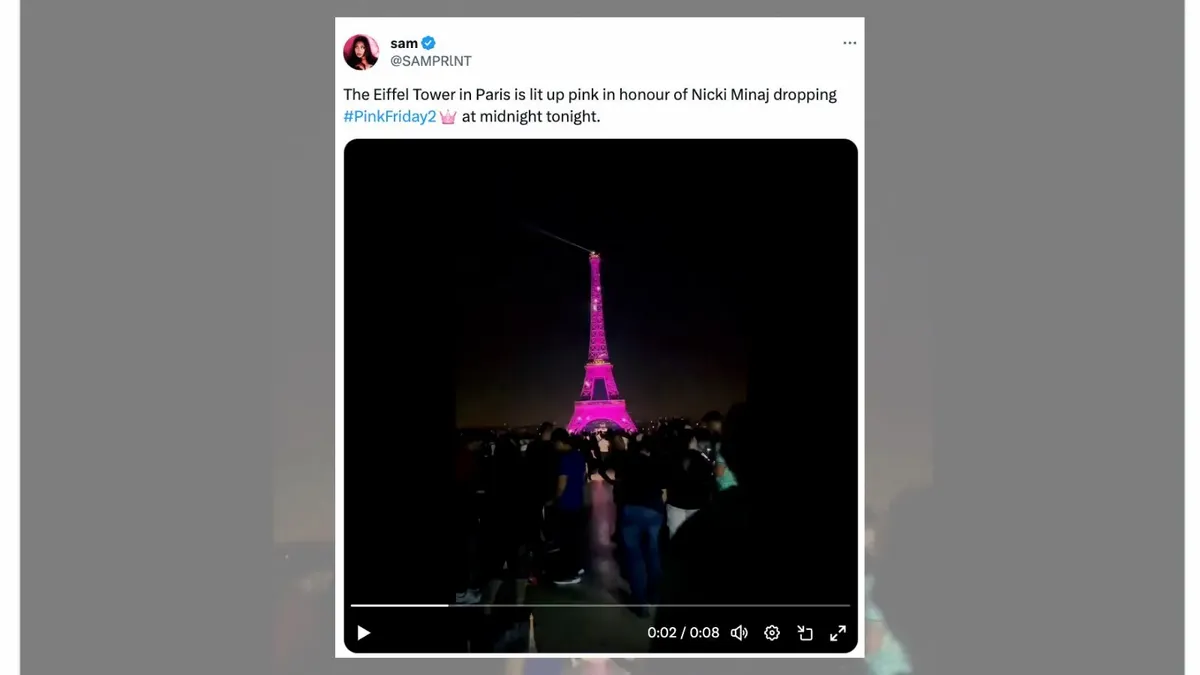 sam
@SAMPRlNT
The Eiffel Tower in Paris is lit up pink in honour of Nicki Minaj dropping
#PinkFriday2 at midnight tonight.
0:02 / 0:08